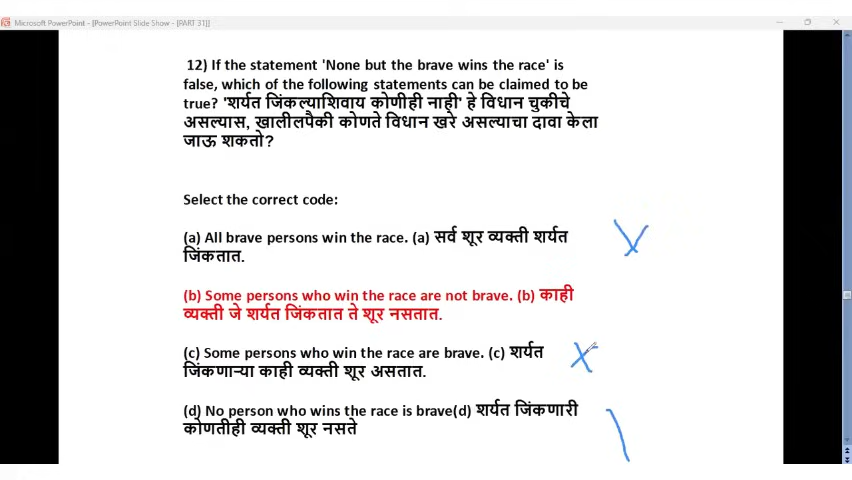 Microsoft PowerPoint - [PowerPoint Slide Show - [PART 31]]
12) If the statement 'None but the brave wins the race' is
false, which of the following statements can be claimed to be
true? 'शर्यत जिंकल्याशिवाय कोणीही नाही' हे विधान चुकीचे
असल्यास, खालीलपैकी कोणते विधान खरे असल्याचा दावा केला
जाऊ शकतो?
Select the correct code:
(a) All brave persons win the race. (a) सर्व शूर व्यक्ती शर्यत
जिंकतात.
(b) Some persons who win the race are not brave. (b) काही
व्यक्ती जे शर्यत जिंकतात ते शूर नसतात.
(c) Some persons who win the race are brave. (c) शर्यत
जिंकणाऱ्या काही व्यक्ती शूर असतात.
(d) No person who wins the race is brave(d) शर्यत जिंकणारी
कोणतीही व्यक्ती शूर नसते